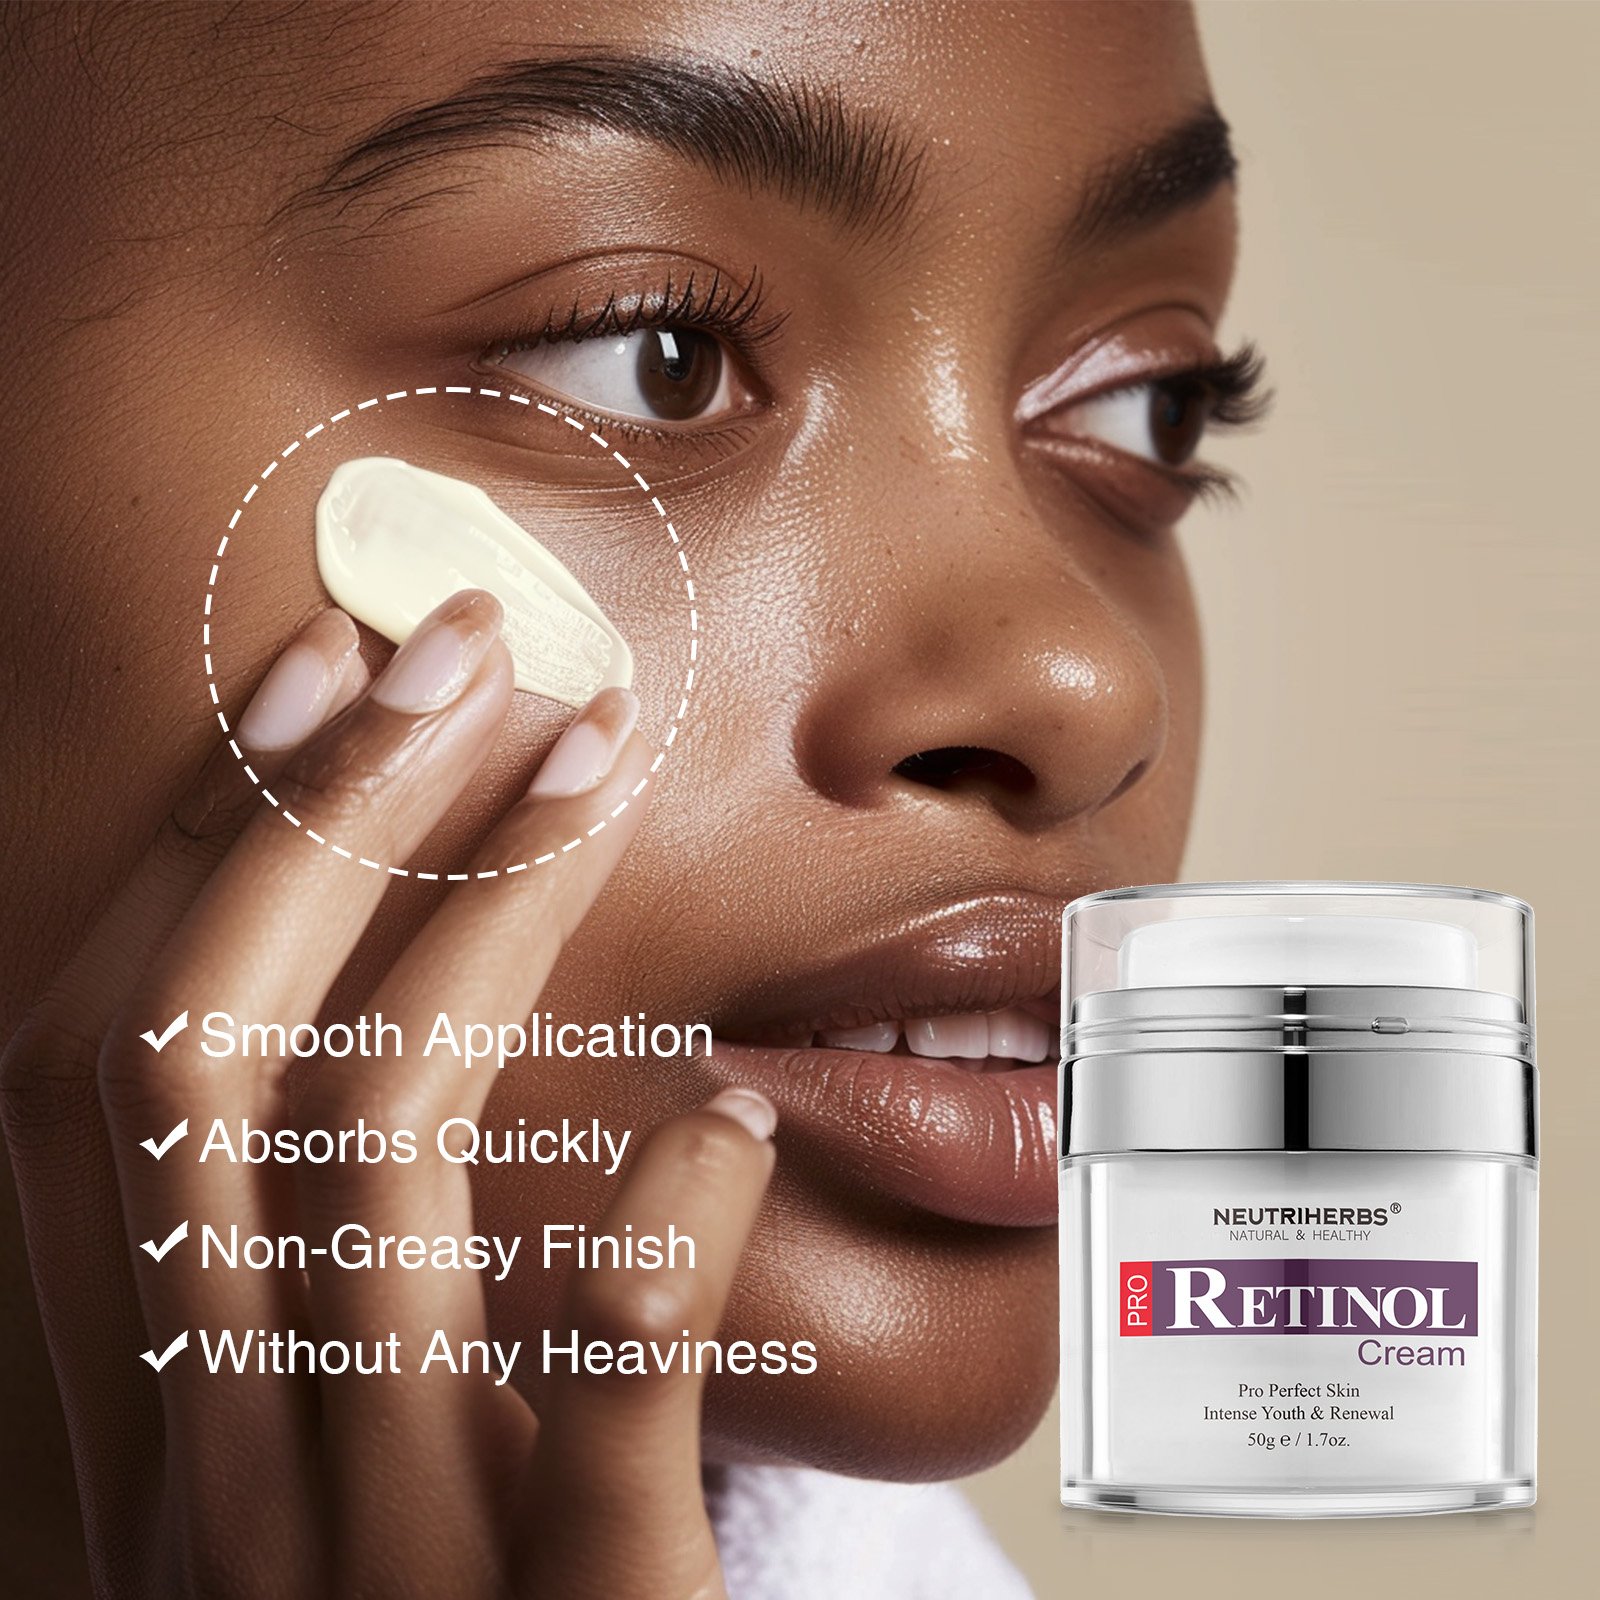 Smooth Application
Absorbs Quickly
Non-Greasy Finish
Without Any Heaviness
NEUTRIHERBS®
NATURAL & HEALTHY
PRO RETINOL
Cream
Pro Perfect Skin
Intense Youth & Renewal
50g ℮ / 1.7oz.